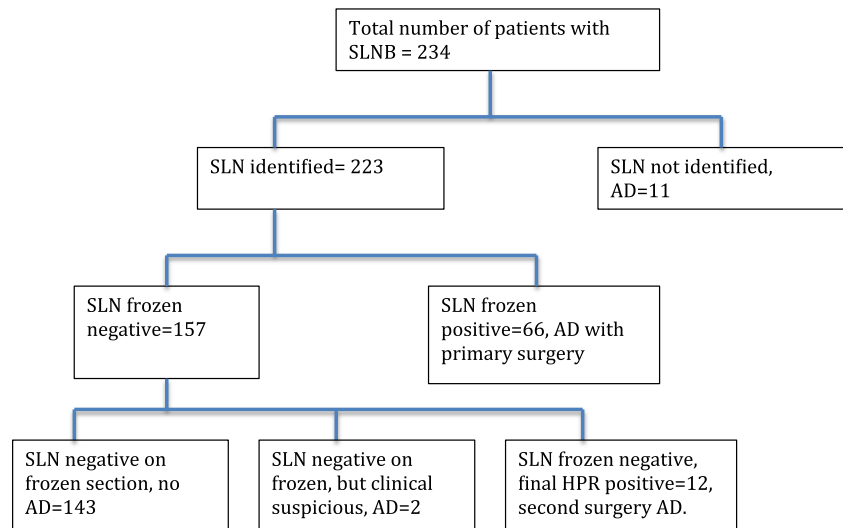 Total number of patients with
SLNB = 234
SLN identified= 223
SLN not identified,
AD=11
SLN frozen
negative=157
SLN frozen
positive=66, AD with
primary surgery
SLN negative on
frozen section, no
AD=143
SLN negative on
frozen, but clinical
suspicious, AD=2
SLN frozen negative,
final HPR positive=12,
second surgery AD.